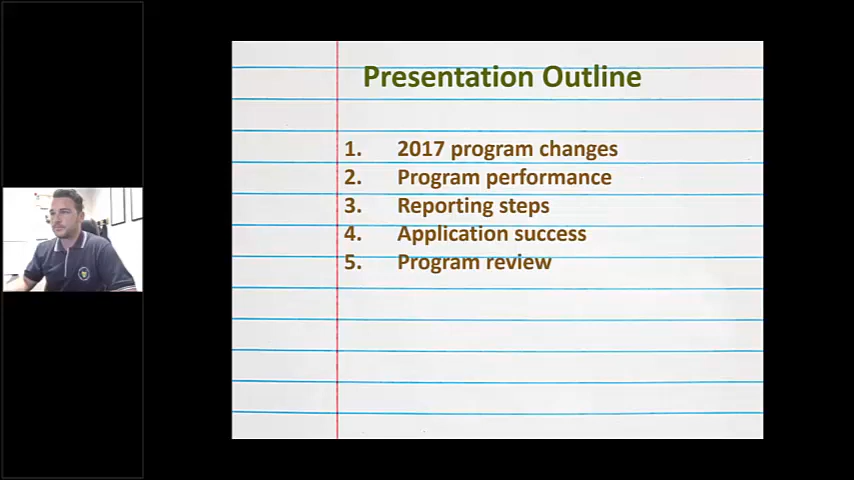 Presentation Outline
1. 2017 program changes
2. Program performance
3. Reporting steps
4. Application success
5. Program review